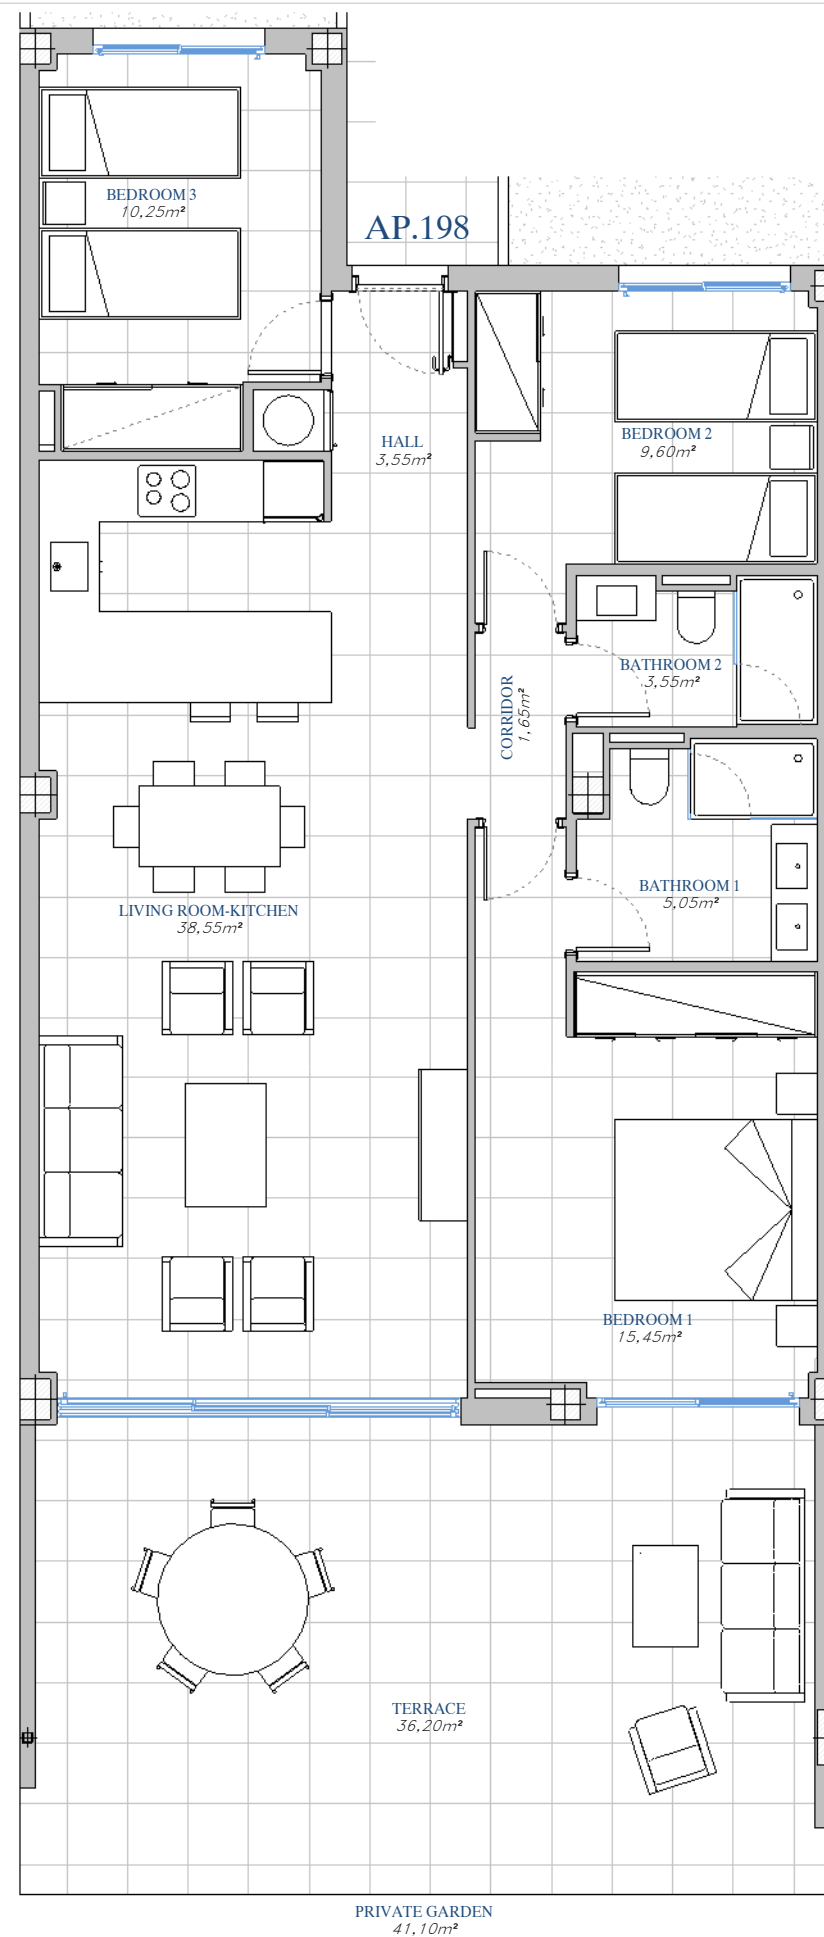 BEDROOM 3
10,25m²
AP.198
HALL
3,55m²
BEDROOM 2
9,60m²
BATHROOM 2
3,55m²
CORRIDOR
1,65m²
BATHROOM 1
5,05m²
LIVING ROOM-KITCHEN
38,55m²
BEDROOM 1
15,45m²
TERRACE
36,20m²
PRIVATE GARDEN
41,10m²